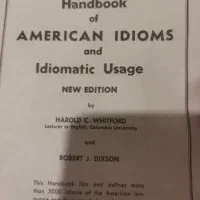 Handbook
of
AMERICAN IDIOMS
and
Idiomatic Usage
NEW EDITION
by
HAROLD C. WHITFORD
Lecturer in English, Columbia University
and
ROBERT J. DIXSON
This Handbook lists and defines more
than 5000 idioms of the American lan-